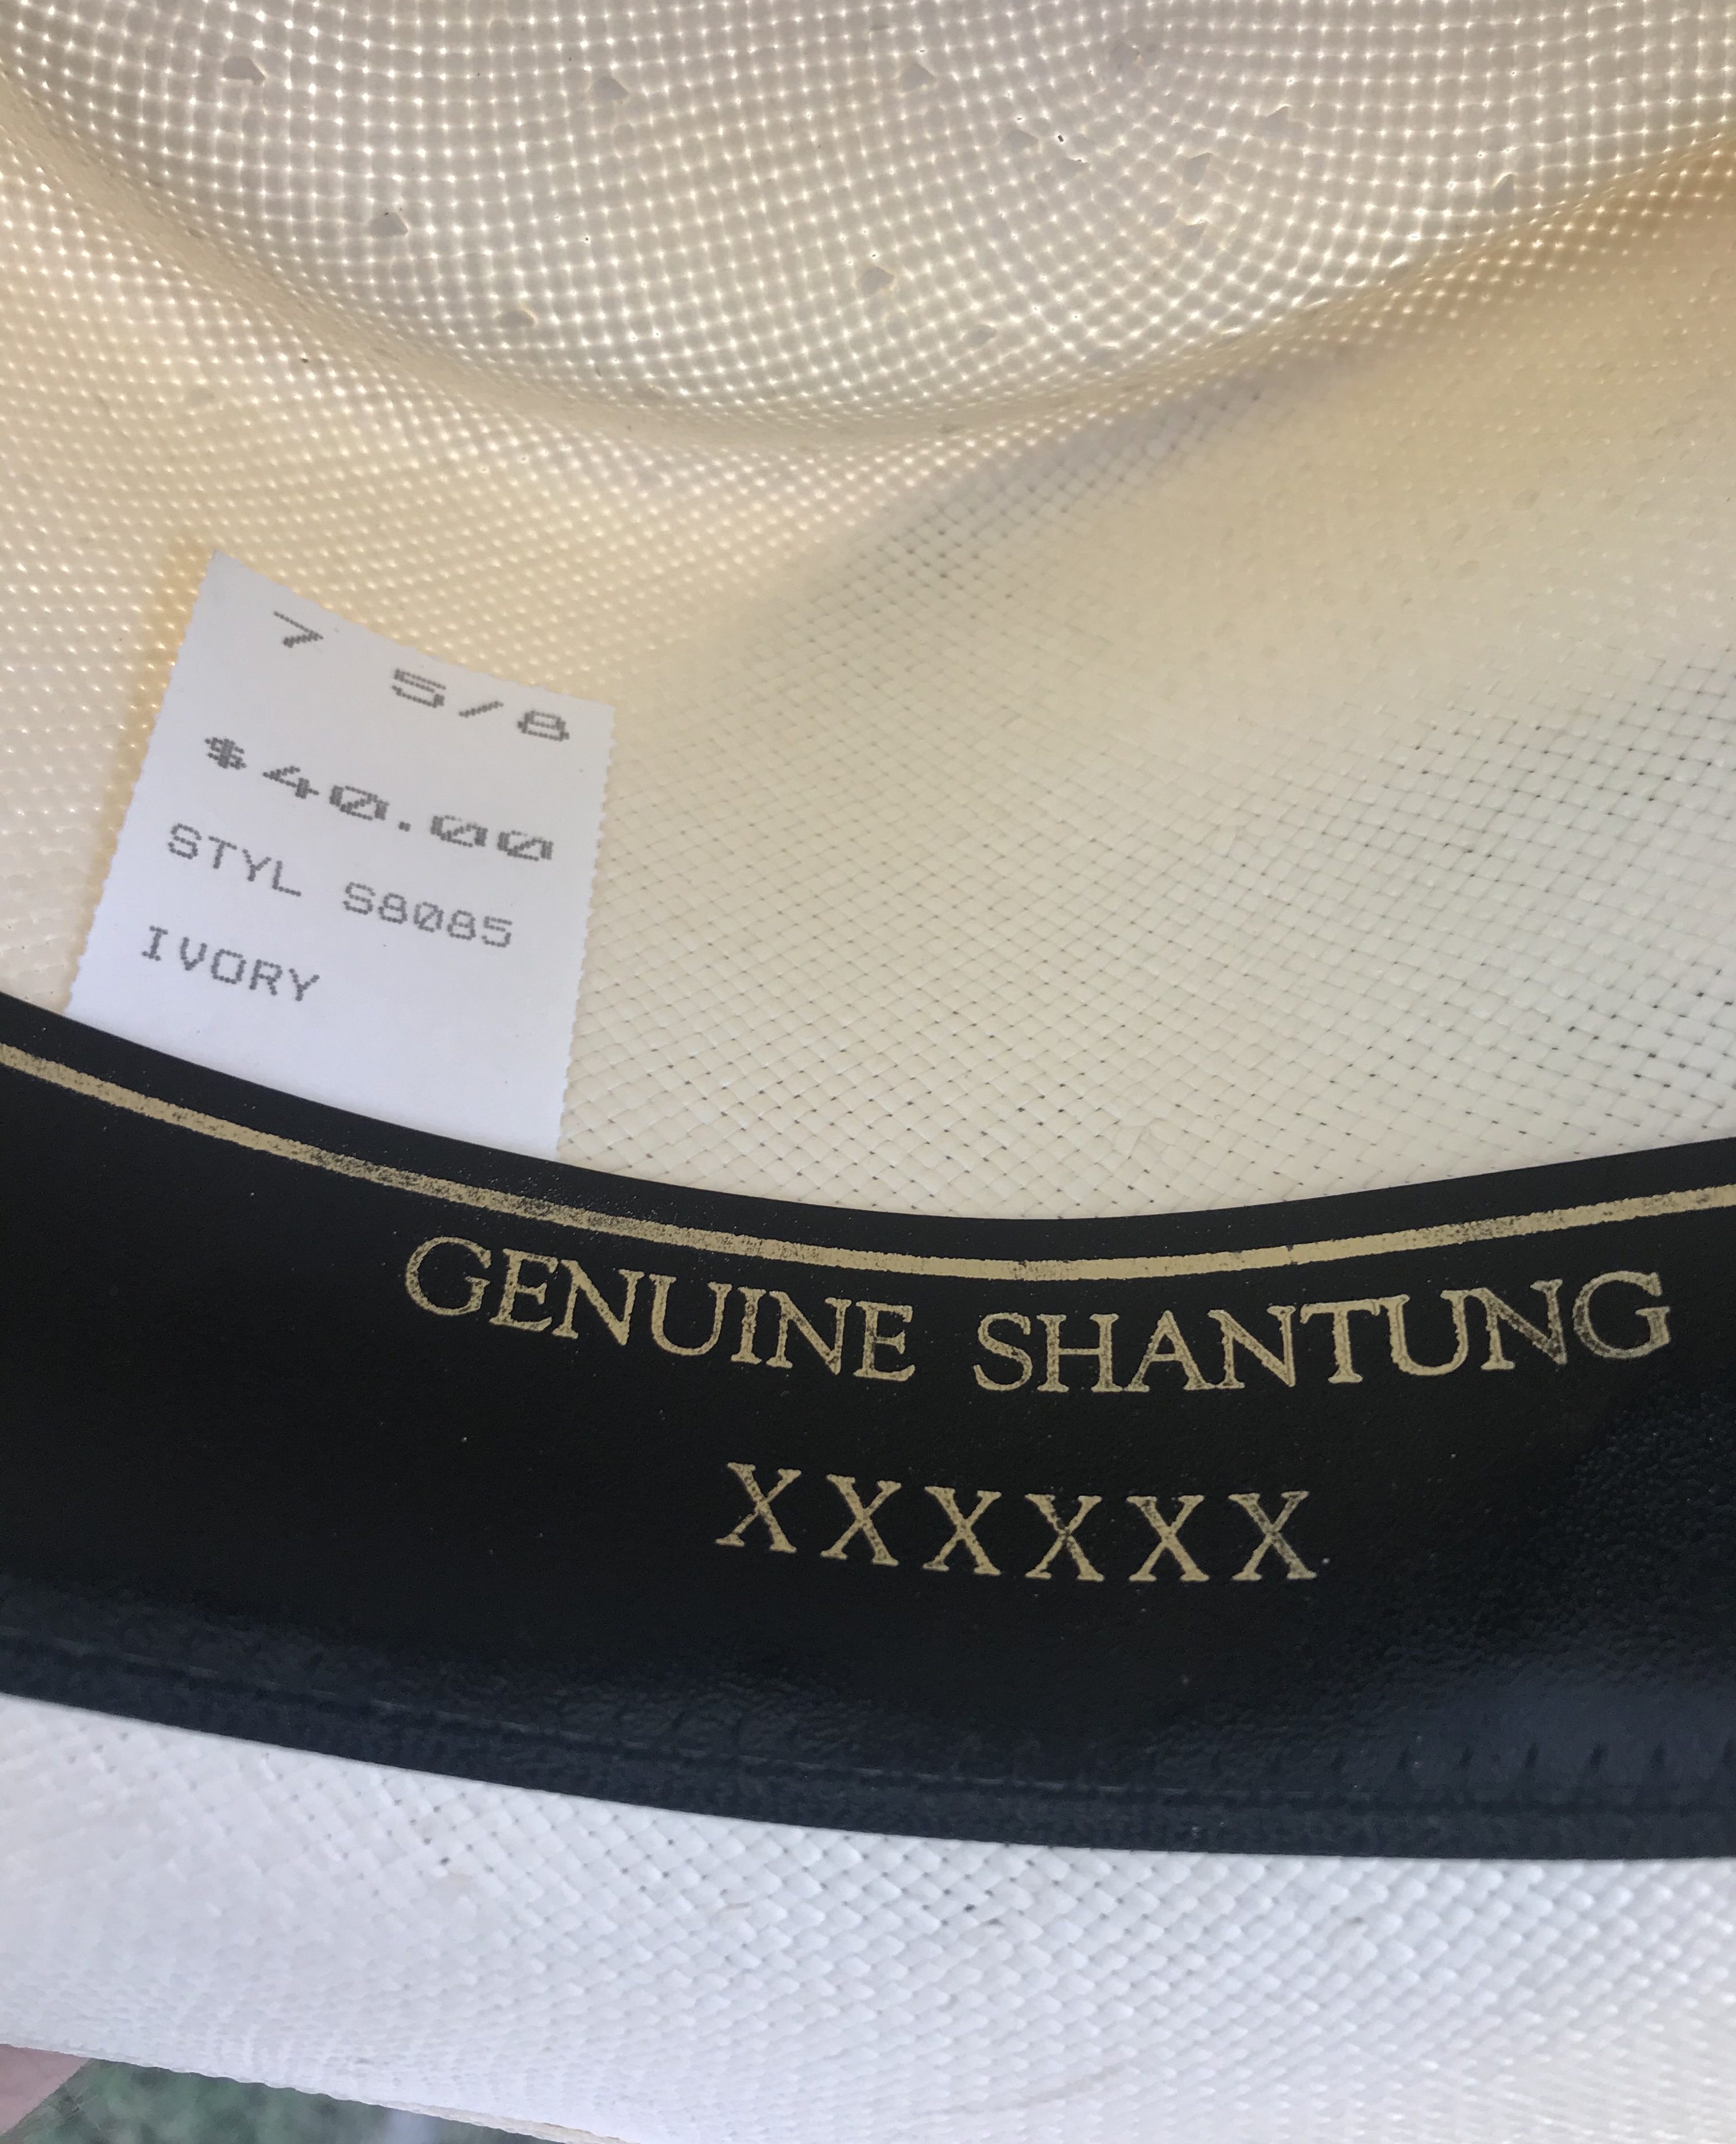 7 5/8
$40.00
STYL S8085
IVORY
GENUINE SHANTUNG
XXXXXX